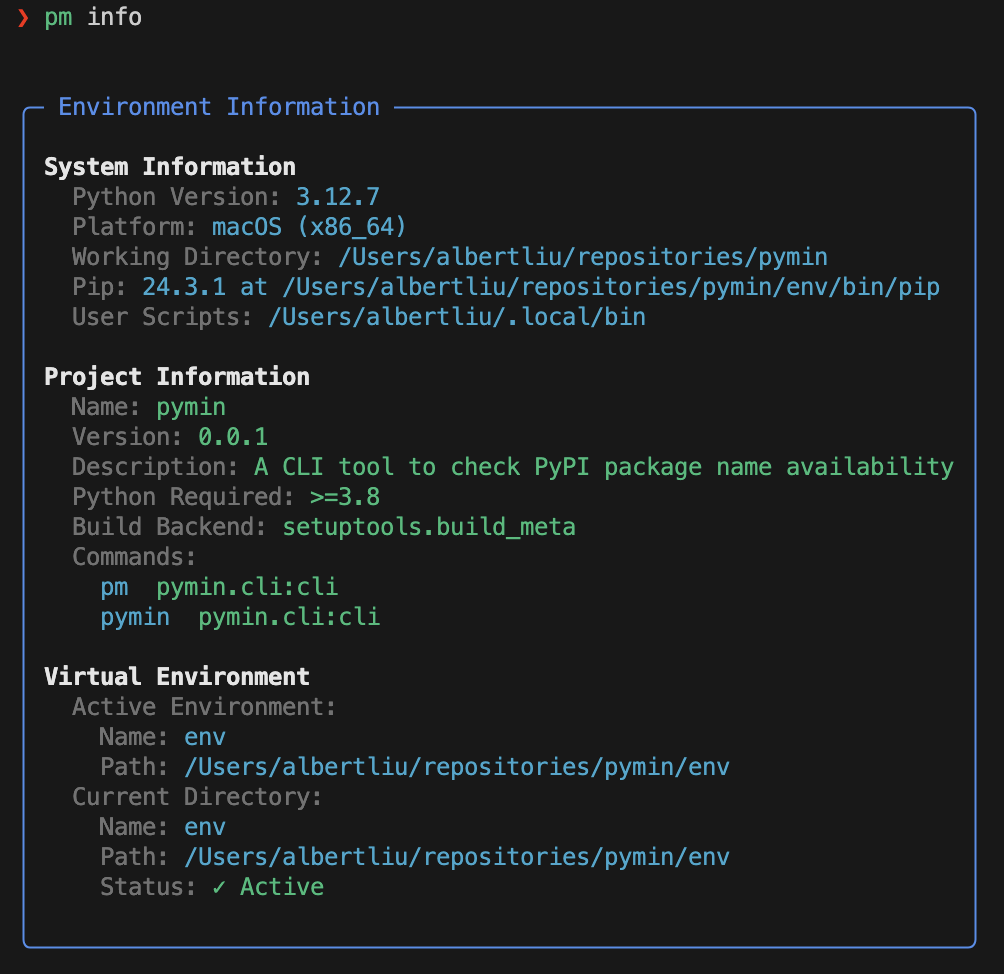 ❯ pm info
Environment Information
System Information
Python Version: 3.12.7
Platform: macOS (x86_64)
Working Directory: /Users/albertliu/repositories/pymin
Pip: 24.3.1 at /Users/albertliu/repositories/pymin/env/bin/pip
User Scripts: /Users/albertliu/.local/bin
Project Information
Name: pymin
Version: 0.0.1
Description: A CLI tool to check PyPI package name availability
Python Required: >=3.8
Build Backend: setuptools.build_meta
Commands:
pm  pymin.cli:cli
pymin  pymin.cli:cli
Virtual Environment
Active Environment:
Name: env
Path: /Users/albertliu/repositories/pymin/env
Current Directory:
Name: env
Path: /Users/albertliu/repositories/pymin/env
Status: ✓ Active